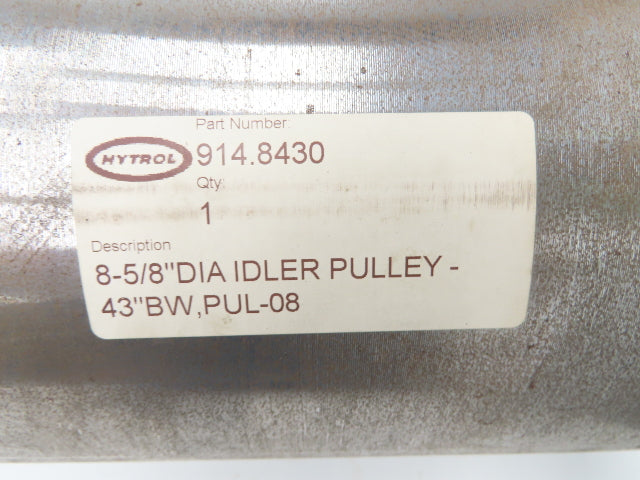 Part Number:
HYTROL 914.8430
Qty:
1
Description
8-5/8"DIA IDLER PULLEY -
43"BW,PUL-08